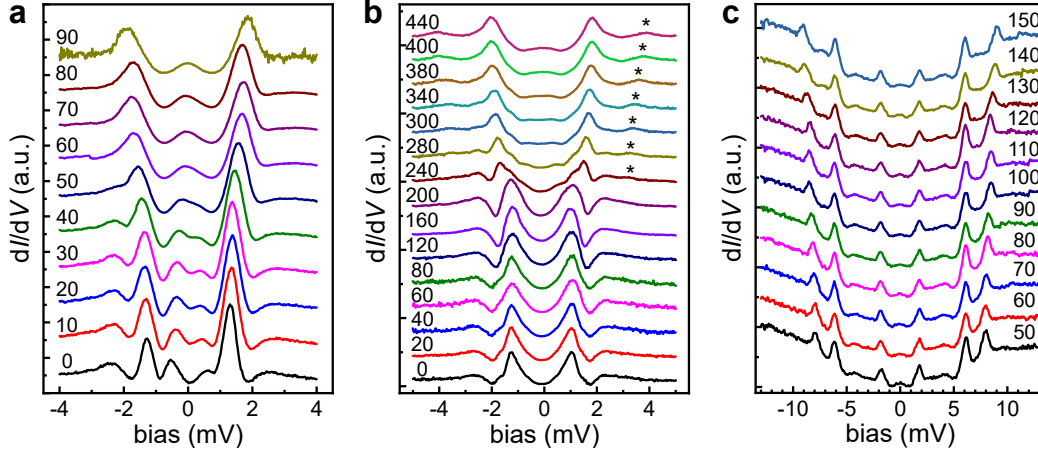 a
90
80
70
60
50
40
30
20
10
0
-4 -2 0 2 4
bias (mV)
dI/dV (a.u.)
b
440
400
380
340
300
280
240
200
160
120
80
60
40
20
0
* * * * * * *
-4 -2 0 2 4
bias (mV)
dI/dV (a.u.)
c
150
140
130
120
110
100
90
80
70
60
50
-10 -5 0 5 10
bias (mV)
dI/dV (a.u.)